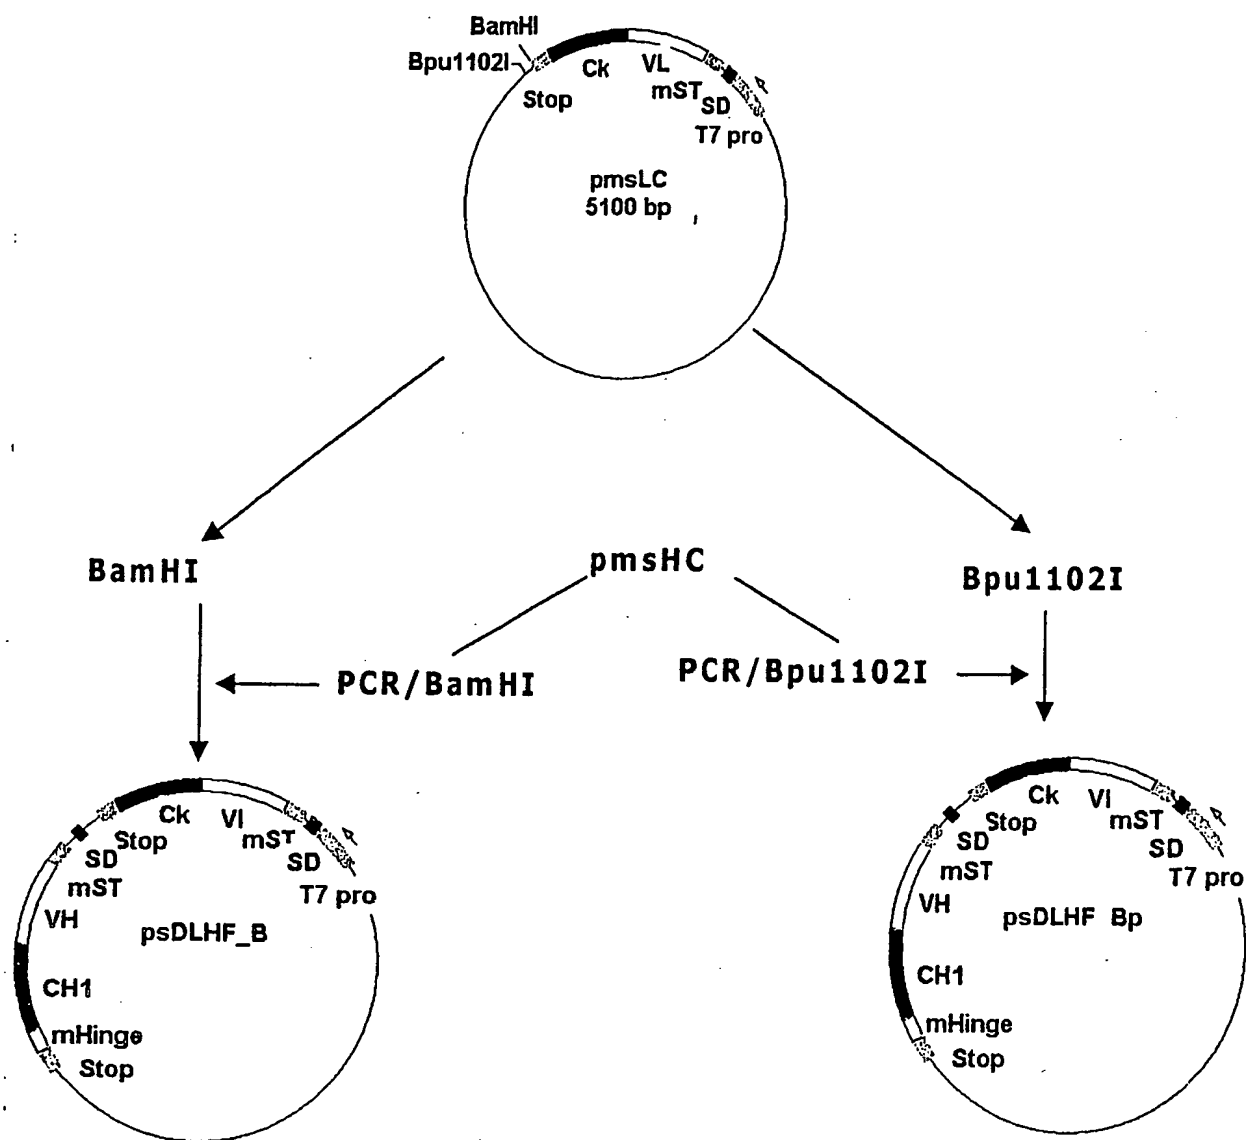 BamHI
Bpu1102I
Stop
Ck
VL
mST
SD
T7 pro
pmsLC
5100 bp
BamHI
pmsHC
Bpu1102I
PCR/BamHI
PCR/Bpu1102I
Ck
Vl
mST
SD
T7 pro
Stop
SD
mST
VH
psDLHF_B
CH1
mHinge
Stop
Ck
Vl
mST
SD
T7 pro
Stop
SD
mST
VH
psDLHF Bp
CH1
mHinge
Stop